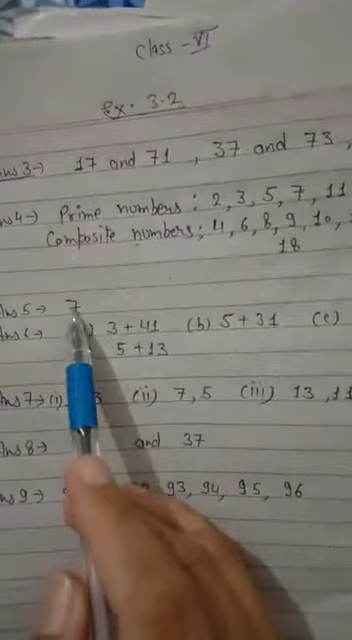 Class - VI
Ex. 3.2
Ans 3→ 17 and 71 , 37 and 73 ,
Ans 4→ Prime numbers : 2, 3, 5, 7, 11
Composite numbers ; 4, 6, 8, 9, 10,
18
Ans 5→ 7
Ans 6→ ) 3 + 41 (b) 5 + 31 (c)
5 + 13
Ans 7→ (i) 3 (ii) 7, 5 (iii) 13 , 11
Ans 8→ and 37
Ans 9→ 93, 94, 95, 96